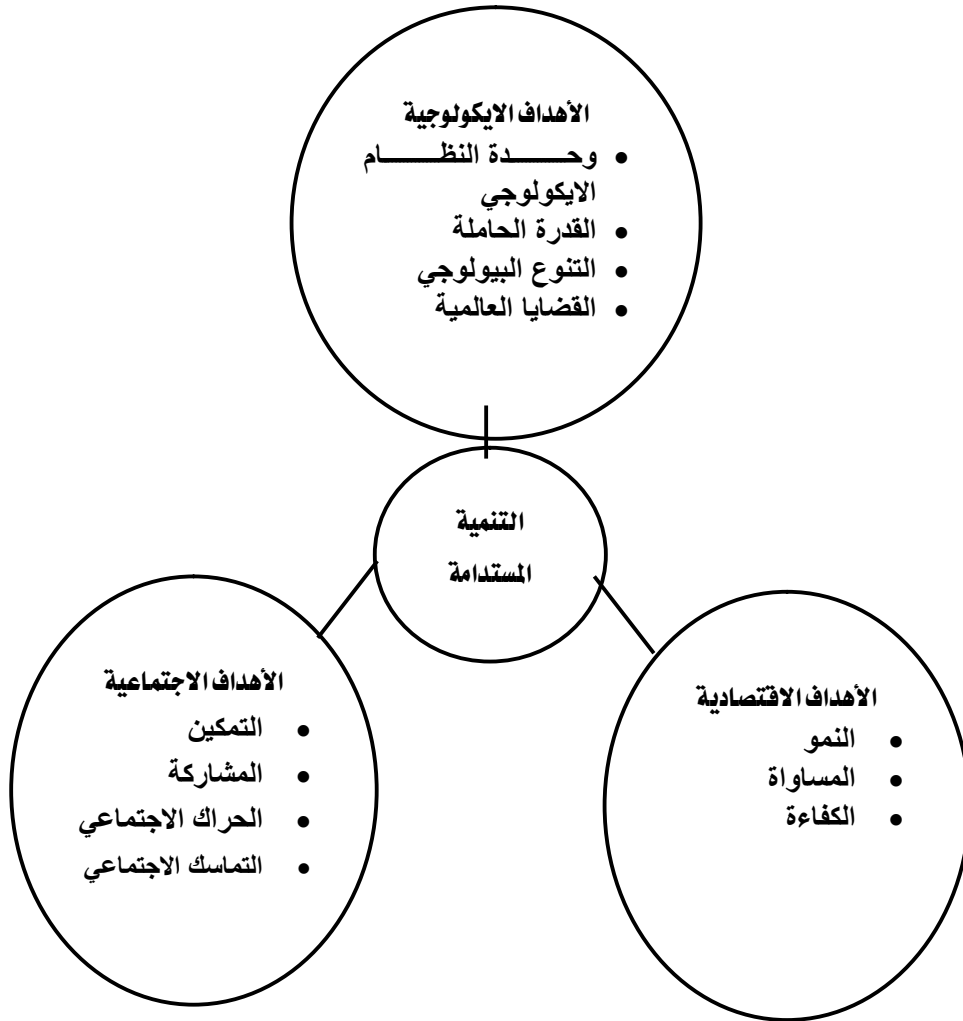 الأهداف الايكولوجية
• وحـــــدة النظـــــام
الايكولوجي
• القدرة الحاملة
• التنوع البيولوجي
• القضايا العالمية
التنمية
المستدامة
الأهداف الاقتصادية
• النمو
• المساواة
• الكفاءة
الأهداف الاجتماعية
• التمكين
• المشاركة
• الحراك الاجتماعي
• التماسك الاجتماعي